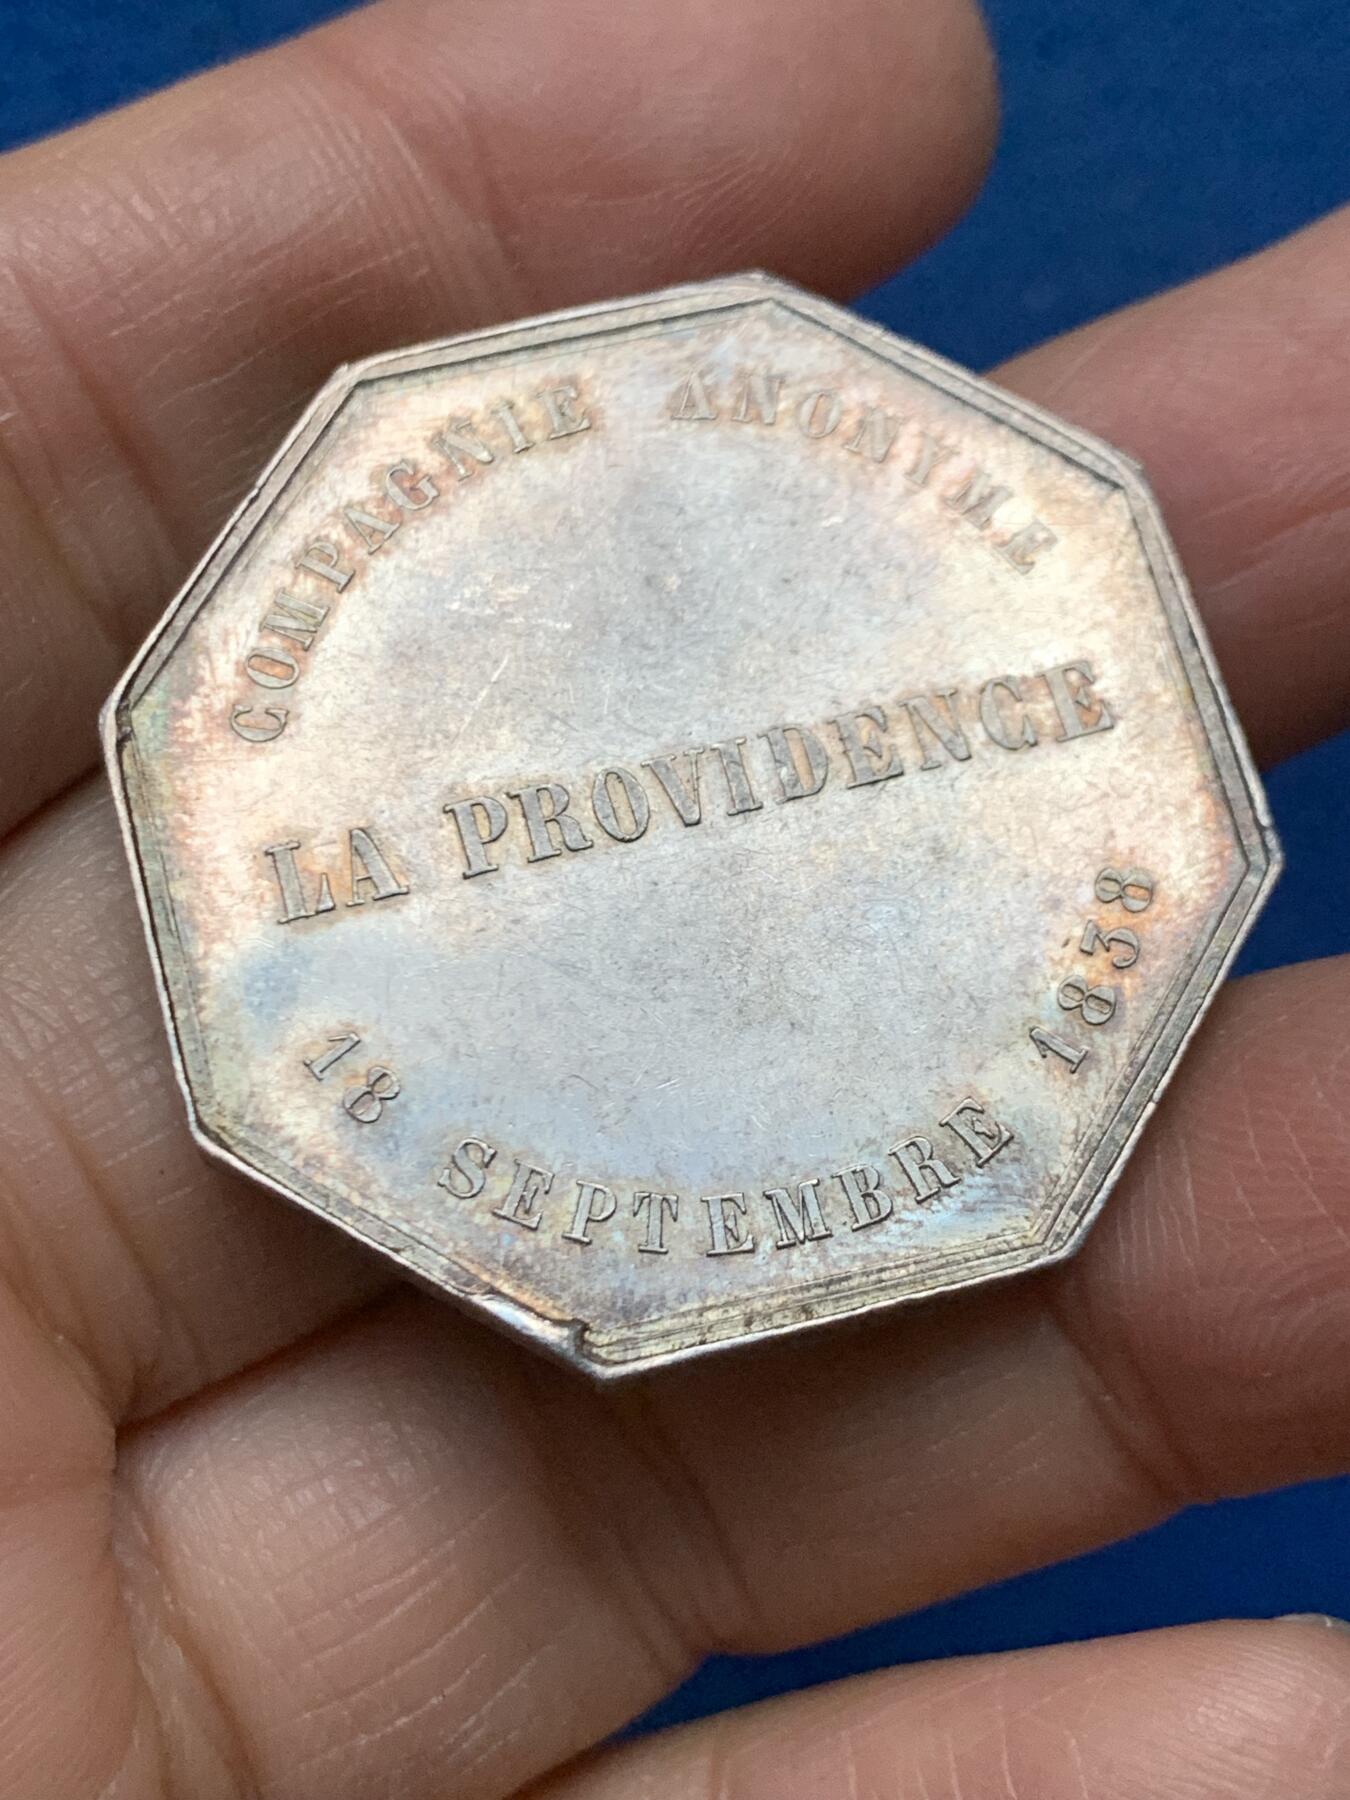 COMPAGNIE ANONYME
LA PROVIDENCE
18 SEPTEMBRE 1838